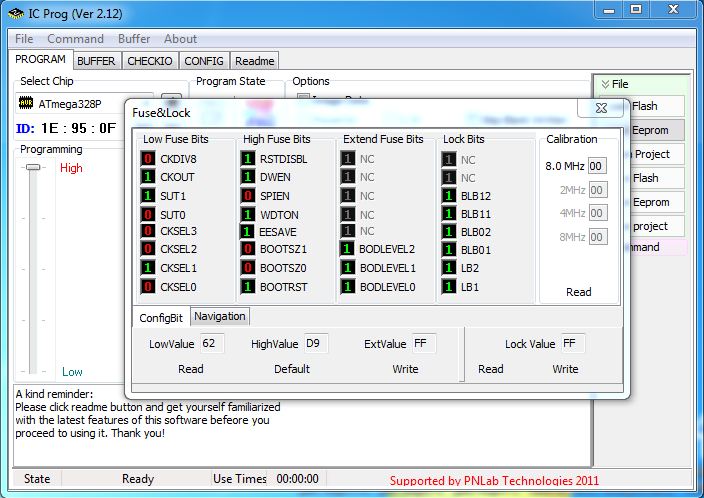 IC Prog (Ver 2.12)
File Command Buffer About
PROGRAM BUFFER CHECKIO CONFIG Readme
Select Chip Program State Options
AVR ATmega328P
ID: 1E : 95 : 0F
Programming
High
Low
File
Flash
Eeprom
Project
Flash
Eeprom
project
Fuse&Lock
Low Fuse Bits High Fuse Bits Extend Fuse Bits Lock Bits Calibration
0 CKDIV8 1 RSTDISBL 1 NC 1 NC 8.0 MHz 00
1 CKOUT 1 DWEN 1 NC 1 NC 2MHz 00
1 SUT1 0 SPIEN 1 NC 1 BLB12 4MHz 00
0 SUT0 1 WDTON 1 NC 1 BLB11 8MHz 00
0 CKSEL3 1 EESAVE 1 NC 1 BLB02
0 CKSEL2 0 BOOTSZ1 1 BODLEVEL2 1 BLB01
1 CKSEL1 0 BOOTSZ0 1 BODLEVEL1 1 LB2
0 CKSEL0 1 BOOTRST 1 BODLEVEL0 1 LB1
Read
ConfigBit Navigation
LowValue 62 HighValue D9 ExtValue FF Lock Value FF
Read Default Write Read Write
A kind reminder:
Please click readme button and get yourself familiarized
with the latest features of this software befeore you
proceed to using it. Thank you!
State Ready Use Times 00:00:00 Supported by PNLab Technologies 2011